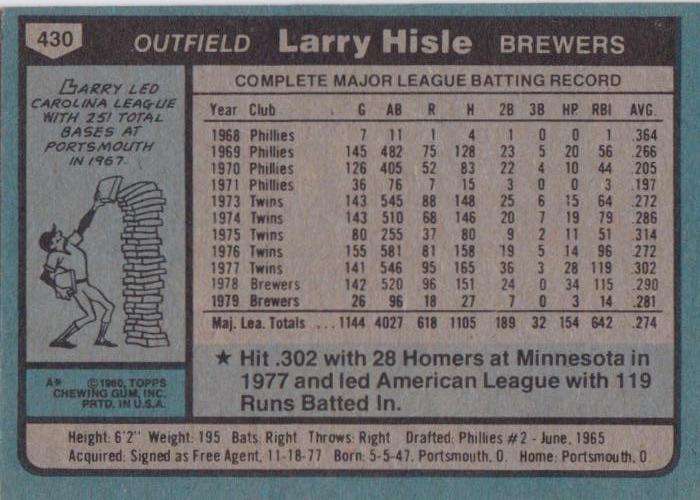 430 OUTFIELD Larry Hisle BREWERS
LARRY LED
CAROLINA LEAGUE
WITH 251 TOTAL
BASES AT
PORTSMOUTH
IN 1967.
COMPLETE MAJOR LEAGUE BATTING RECORD
Year Club G AB R H 2B 3B HR RBI AVG.
1968 Phillies 7 11 1 4 1 0 0 1 .364
1969 Phillies 145 482 75 128 23 5 20 56 .266
1970 Phillies 126 405 52 83 22 4 10 44 .205
1971 Phillies 36 76 7 15 3 0 0 3 .197
1973 Twins 143 545 88 148 25 6 15 64 .272
1974 Twins 143 510 68 146 20 7 19 79 .286
1975 Twins 80 255 37 80 9 2 11 51 .314
1976 Twins 155 581 81 158 19 5 14 96 .272
1977 Twins 141 546 95 165 36 3 28 119 .302
1978 Brewers 142 520 96 151 24 0 34 115 .290
1979 Brewers 26 96 18 27 7 0 3 14 .281
Maj. Lea. Totals ... 1144 4027 618 1105 189 32 154 642 .274
★ Hit .302 with 28 Homers at Minnesota in
1977 and led American League with 119
Runs Batted In.
A* ©1980, TOPPS
CHEWING GUM, INC.
PRTD. IN U.S.A.
Height: 6'2" Weight: 195 Bats: Right Throws: Right Drafted: Phillies #2 - June, 1965
Acquired: Signed as Free Agent, 11-18-77 Born: 5-5-47, Portsmouth, O. Home: Portsmouth, O.